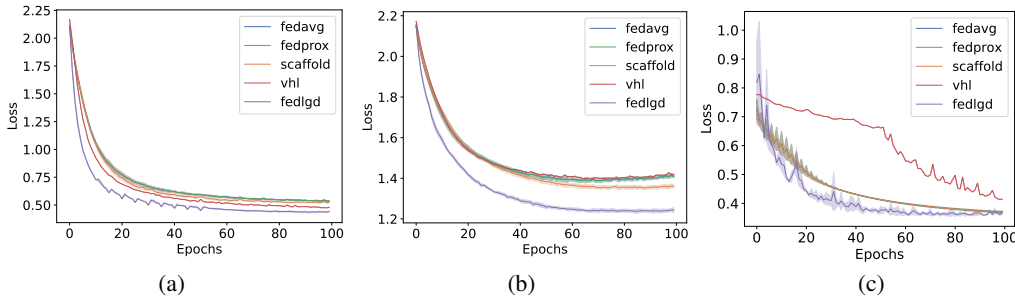 2.25
2.00
1.75
1.50
1.25
1.00
0.75
0.50
Loss
0 20 40 60 80 100
Epochs
fedavg
fedprox
scaffold
vhl
fedlgd
(a)
2.2
2.0
1.8
1.6
1.4
1.2
Loss
0 20 40 60 80 100
Epochs
fedavg
fedprox
scaffold
vhl
fedlgd
(b)
1.0
0.9
0.8
0.7
0.6
0.5
0.4
Loss
0 20 40 60 80 100
Epochs
fedavg
fedprox
scaffold
vhl
fedlgd
(c)